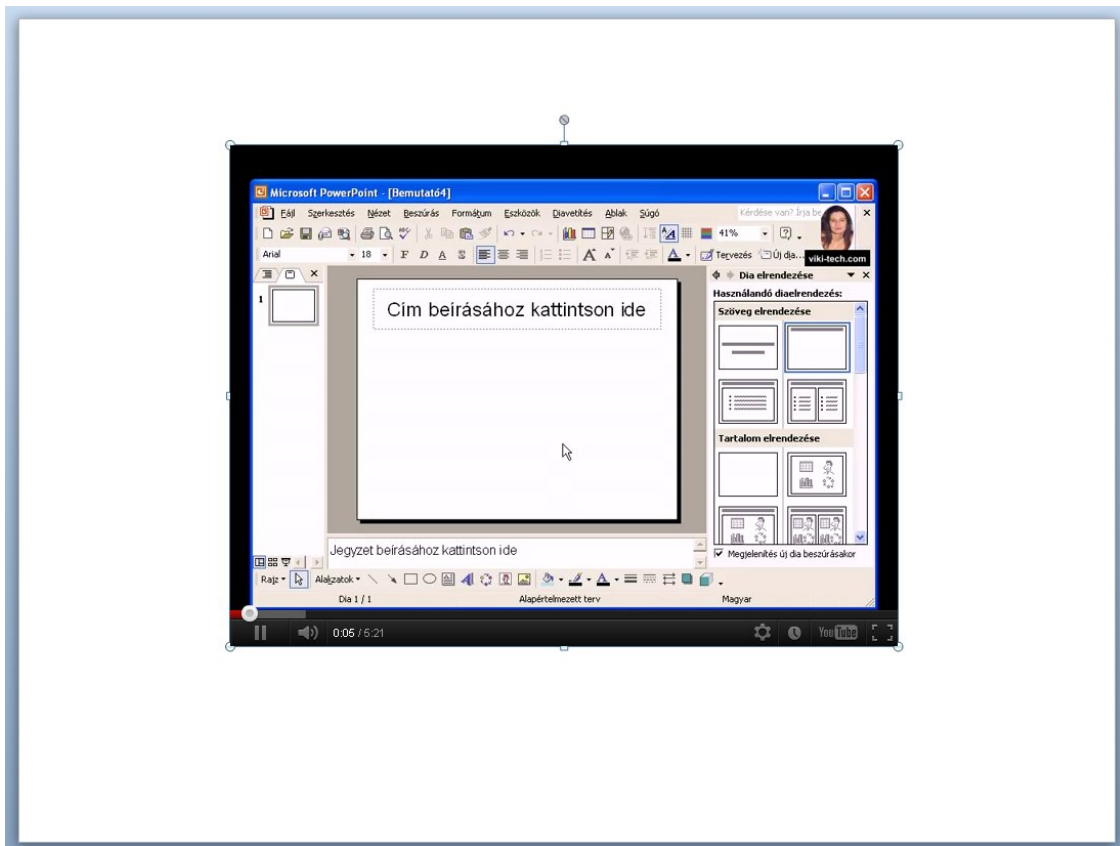 Microsoft PowerPoint - [Bemutató4]
Fájl Szerkesztés Nézet Beszúrás Formátum Eszközök Diavetítés Ablak Súgó Kérdése van? Írja be
41%
Arial 18 F D A S Tervezés Új dia...
viki-tech.com
Dia elrendezése
1
Használandó diaelrendezés:
Szöveg elrendezése
Cím beírásához kattintson ide
Tartalom elrendezése
Jegyzet beírásához kattintson ide
Megjelenítés új dia beszúrásakor
Rajz Alakzatok
Dia 1 / 1 Alapértelmezett terv Magyar
0:05 / 5:21 YouTube